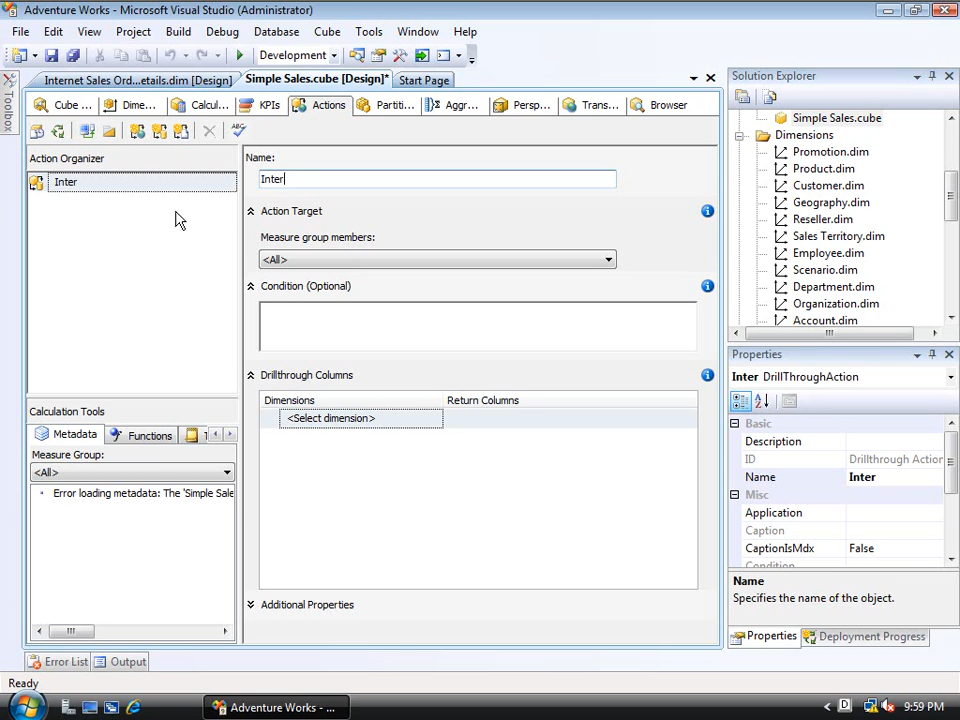 Adventure Works - Microsoft Visual Studio (Administrator)
File Edit View Project Build Debug Database Cube Tools Window Help
Development
Toolbox
Internet Sales Ord...etails.dim [Design] Simple Sales.cube [Design]* Start Page
Cube ... Dime... Calcul... KPIs Actions Partiti... Aggr... Persp... Trans... Browser
Action Organizer
Inter
Name:
Inter
Action Target
Measure group members:
<All>
Condition (Optional)
Drillthrough Columns
Dimensions Return Columns
<Select dimension>
Additional Properties
Calculation Tools
Metadata Functions T
Measure Group:
<All>
Error loading metadata: The 'Simple Sale
Solution Explorer
Simple Sales.cube
Dimensions
Promotion.dim
Product.dim
Customer.dim
Geography.dim
Reseller.dim
Sales Territory.dim
Employee.dim
Scenario.dim
Department.dim
Organization.dim
Account.dim
Properties
Inter DrillThroughAction
Basic
Description
ID Drillthrough Action
Name Inter
Misc
Application
Caption
CaptionIsMdx False
Condition
Name
Specifies the name of the object.
Properties Deployment Progress
Error List Output
Ready
Adventure Works - ...
D
9:59 PM